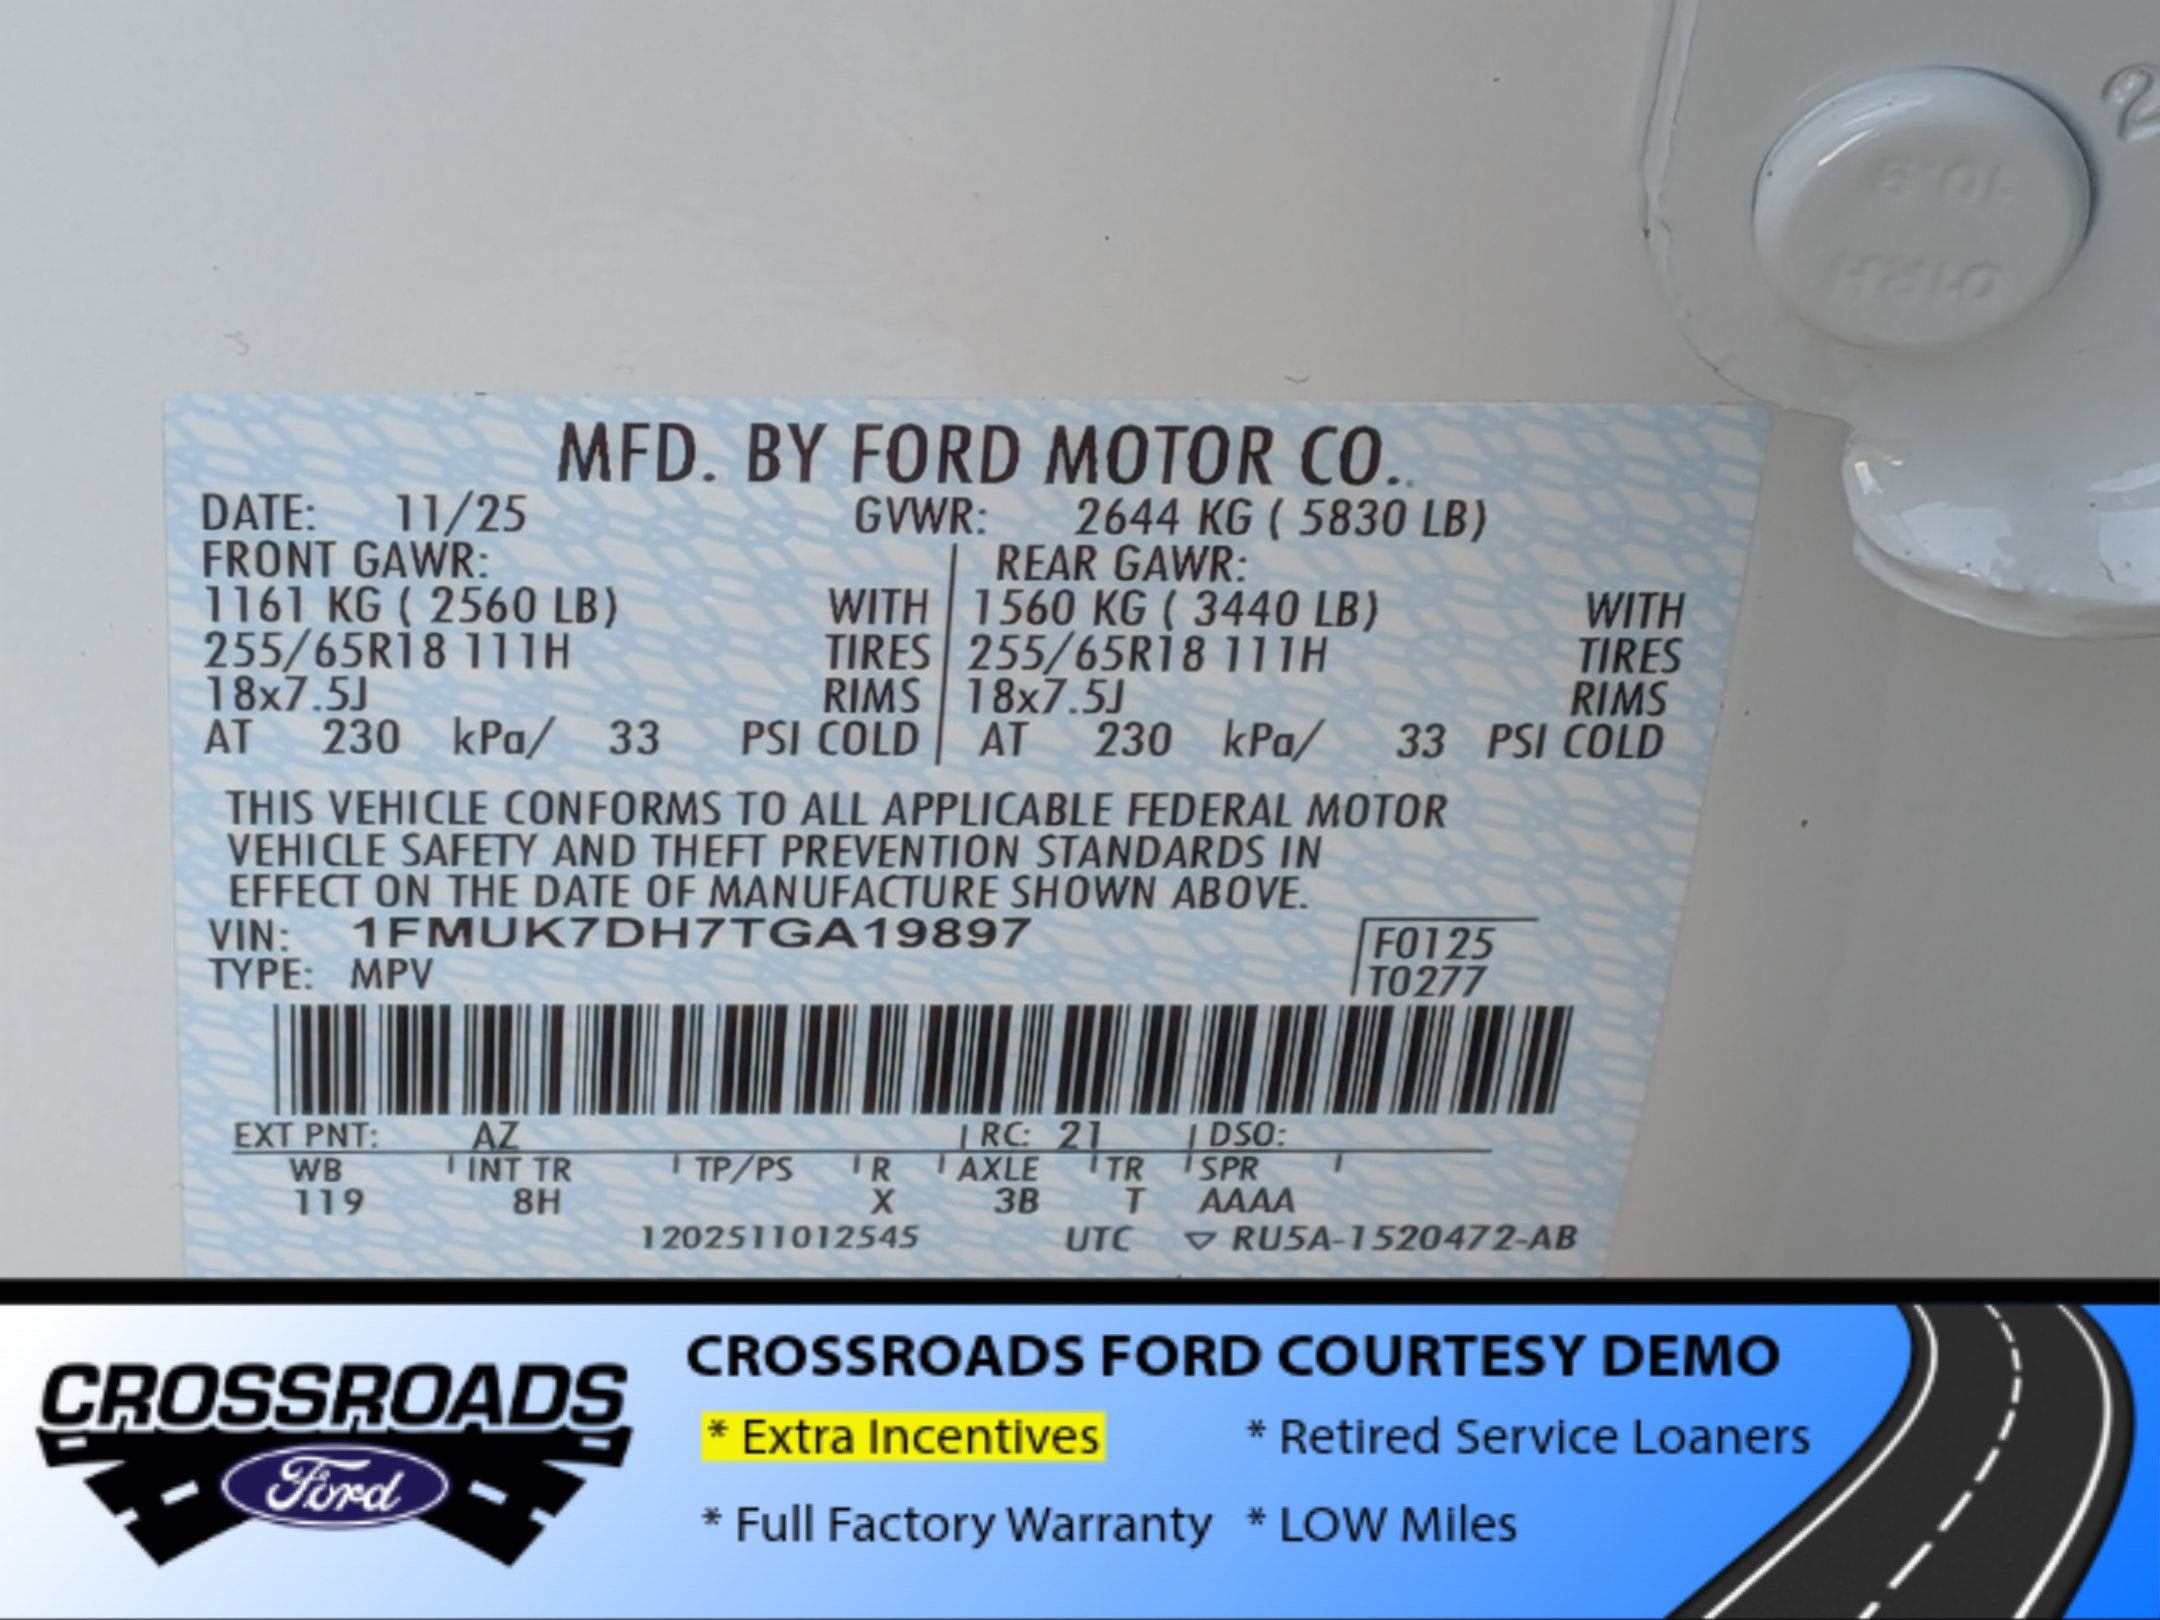 MFD. BY FORD MOTOR CO.
DATE: 11/25 GVWR: 2644 KG ( 5830 LB)
FRONT GAWR: REAR GAWR:
1161 KG ( 2560 LB) WITH 1560 KG ( 3440 LB) WITH
255/65R18 111H TIRES 255/65R18 111H TIRES
18x7.5J RIMS 18x7.5J RIMS
AT 230 kPa/ 33 PSI COLD AT 230 kPa/ 33 PSI COLD
THIS VEHICLE CONFORMS TO ALL APPLICABLE FEDERAL MOTOR
VEHICLE SAFETY AND THEFT PREVENTION STANDARDS IN
EFFECT ON THE DATE OF MANUFACTURE SHOWN ABOVE.
VIN: 1FMUK7DH7TGA19897
F0125
TYPE: MPV
T0277
EXT PNT: AZ RC: 21 DSO:
WB INT TR TP/PS R AXLE TR SPR
119 8H X 3B T AAAA
1202511012545 UTC ▽ RU5A-1520472-AB
CROSSROADS
Ford
CROSSROADS FORD COURTESY DEMO
* Extra Incentives * Retired Service Loaners
* Full Factory Warranty * LOW Miles